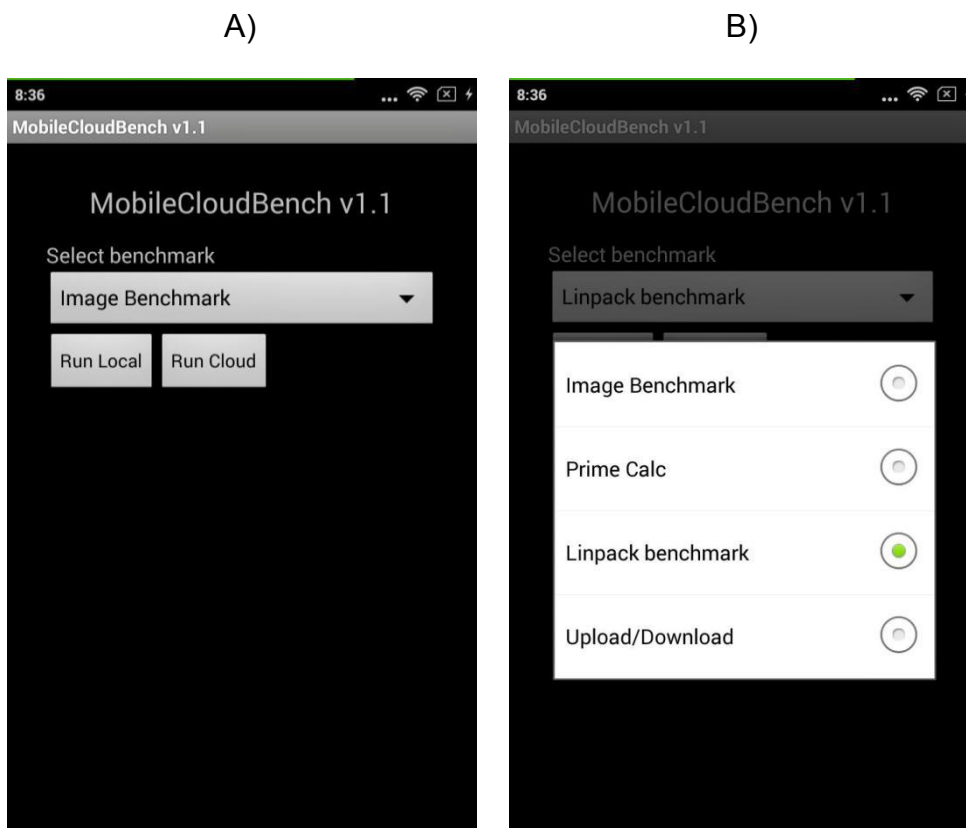 A)
8:36
MobileCloudBench v1.1
MobileCloudBench v1.1
Select benchmark
Image Benchmark
Run Local Run Cloud
B)
8:36
MobileCloudBench v1.1
MobileCloudBench v1.1
Select benchmark
Linpack benchmark
Image Benchmark
Prime Calc
Linpack benchmark
Upload/Download